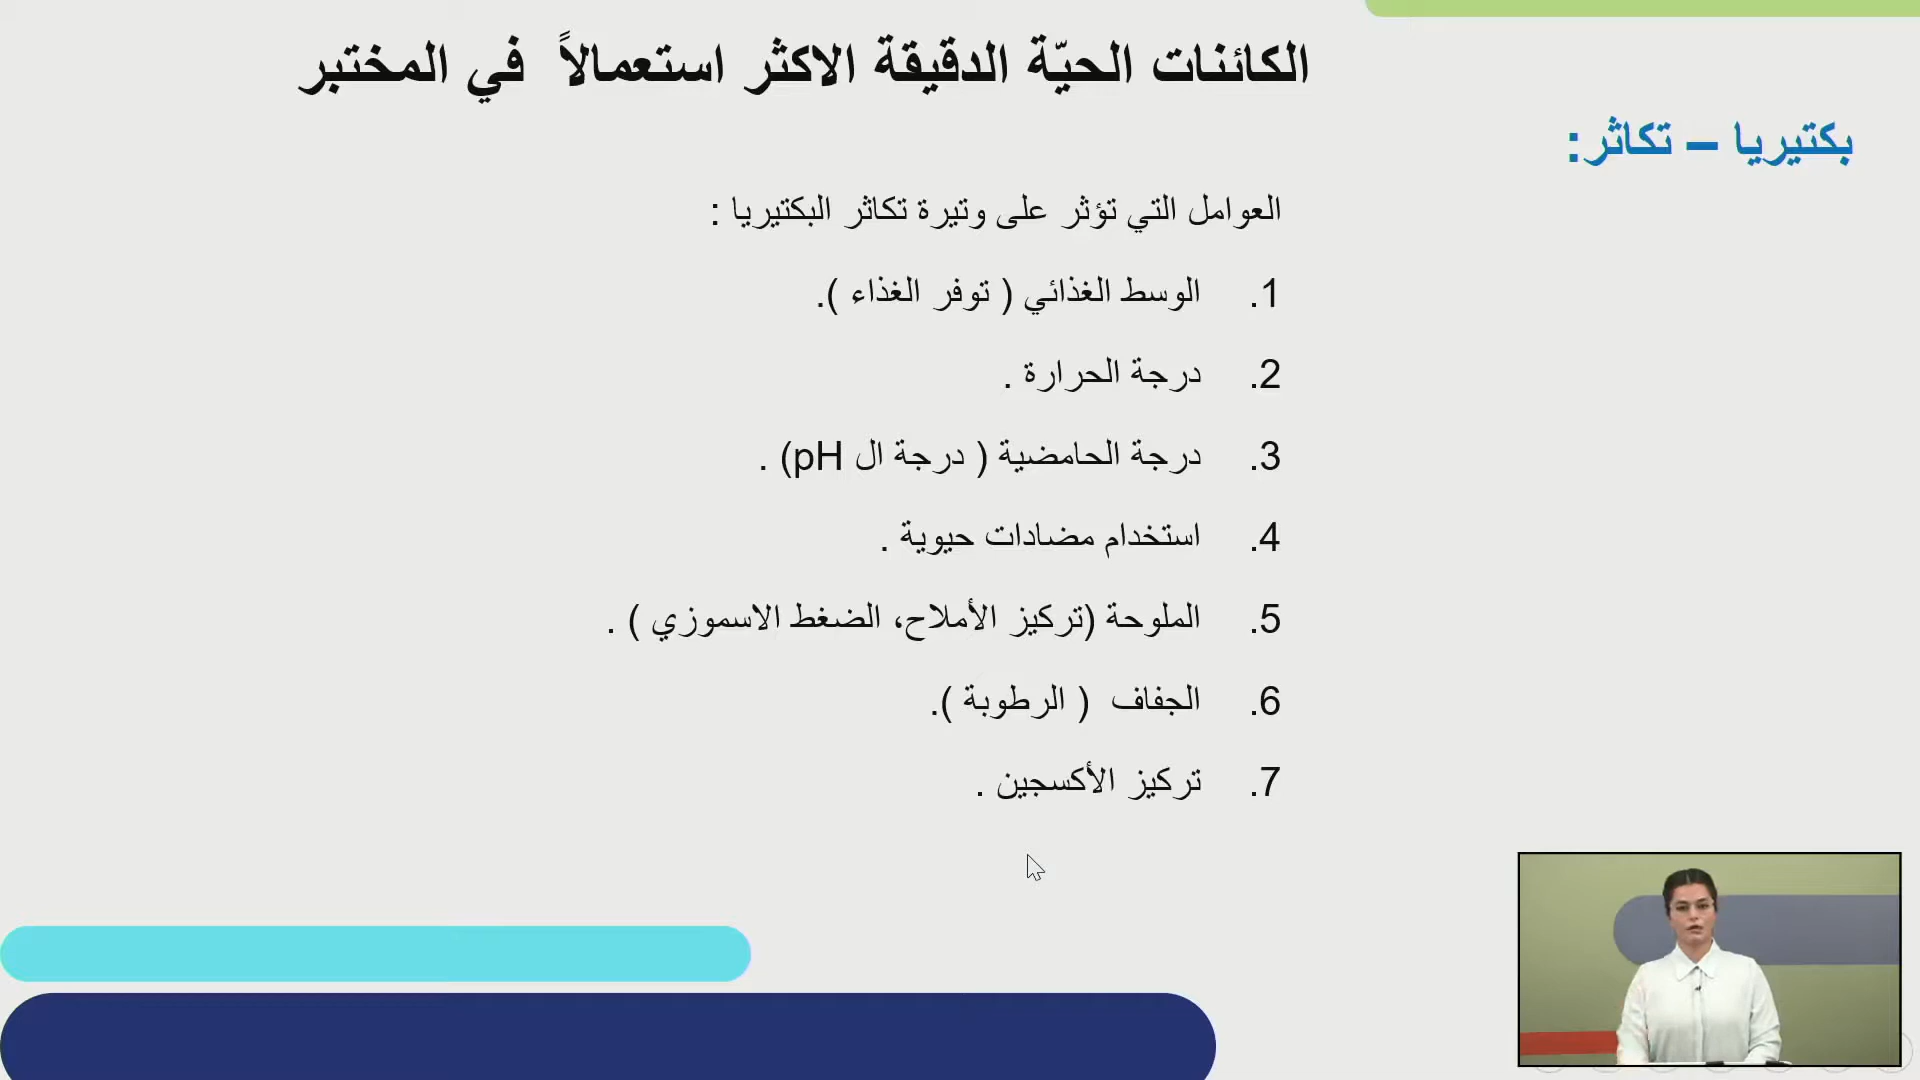 الكائنات الحيّة الدقيقة الاكثر استعمالاً في المختبر
بكتيريا – تكاثر:
العوامل التي تؤثر على وتيرة تكاثر البكتيريا :
1. الوسط الغذائي ( توفر الغذاء ).
2. درجة الحرارة .
3. درجة الحامضية ( درجة ال pH) .
4. استخدام مضادات حيوية .
5. الملوحة (تركيز الأملاح، الضغط الاسموزي ) .
6. الجفاف ( الرطوبة ).
7. تركيز الأكسجين .